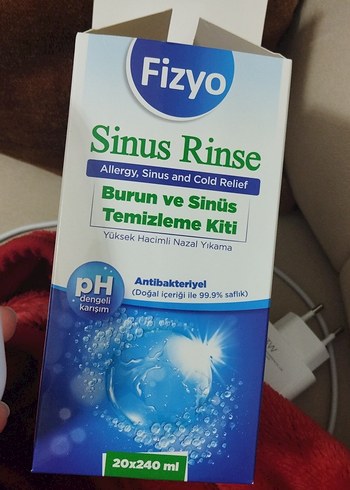 Fizyo
Sinus Rinse
Allergy, Sinus and Cold Relief
Burun ve Sinüs
Temizleme Kiti
Yüksek Hacimli Nazal Yıkama
pH
dengeli
karışım
Antibakteriyel
(Doğal içeriği ile 99.9% saflık)
20x240 ml